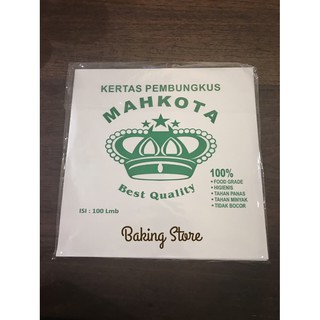 KERTAS PEMBUNGKUS
MAHKOTA
Best Quality
100%
• FOOD GRADE
• HIGIENIS
• TAHAN PANAS
• TAHAN MINYAK
• TIDAK BOCOR
ISI : 100 Lmb
Baking Store